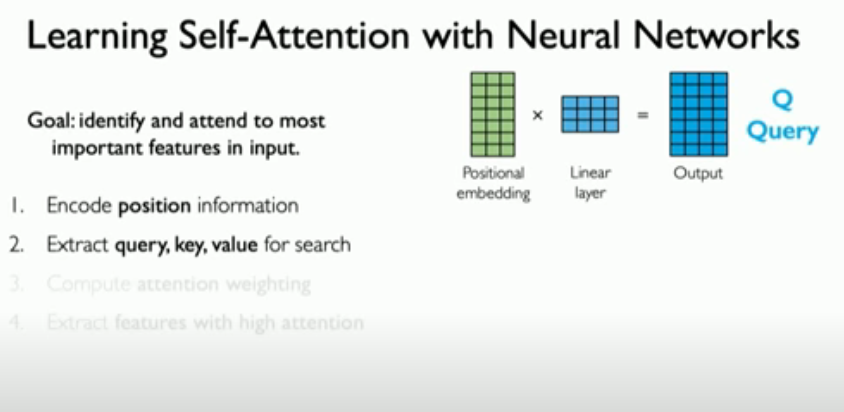 Learning Self-Attention with Neural Networks
Goal: identify and attend to most
important features in input.
1. Encode position information
2. Extract query, key, value for search
3. Compute attention weighting
4. Extract features with high attention
×
=
Q
Query
Positional
embedding
Linear
layer
Output